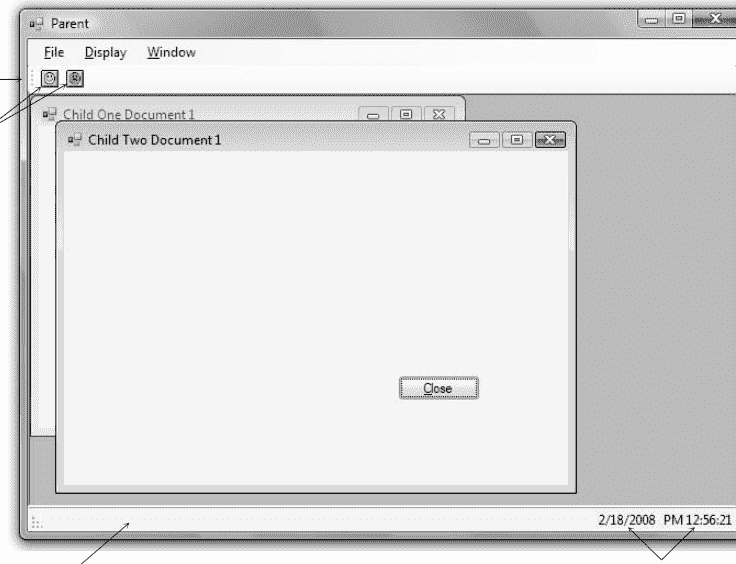 Parent
File Display Window
Child One Document 1
Child Two Document 1
Close
2/18/2008 PM 12:56:21